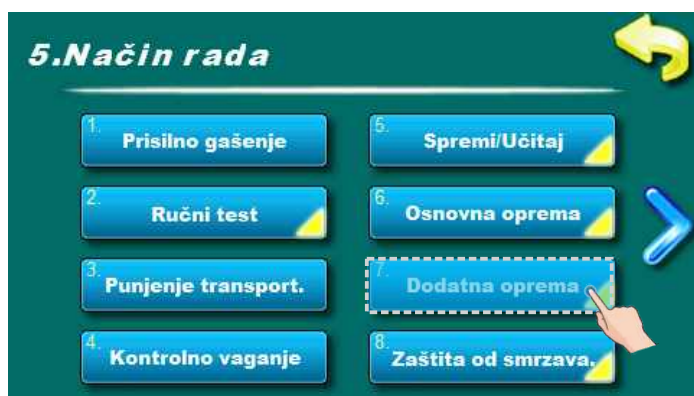 5.Način rada
1. Prisilno gašenje
2. Ručni test
3. Punjenje transport.
4. Kontrolno vaganje
5. Spremi/Učitaj
6. Osnovna oprema
7. Dodatna oprema
8. Zaštita od smrzava.